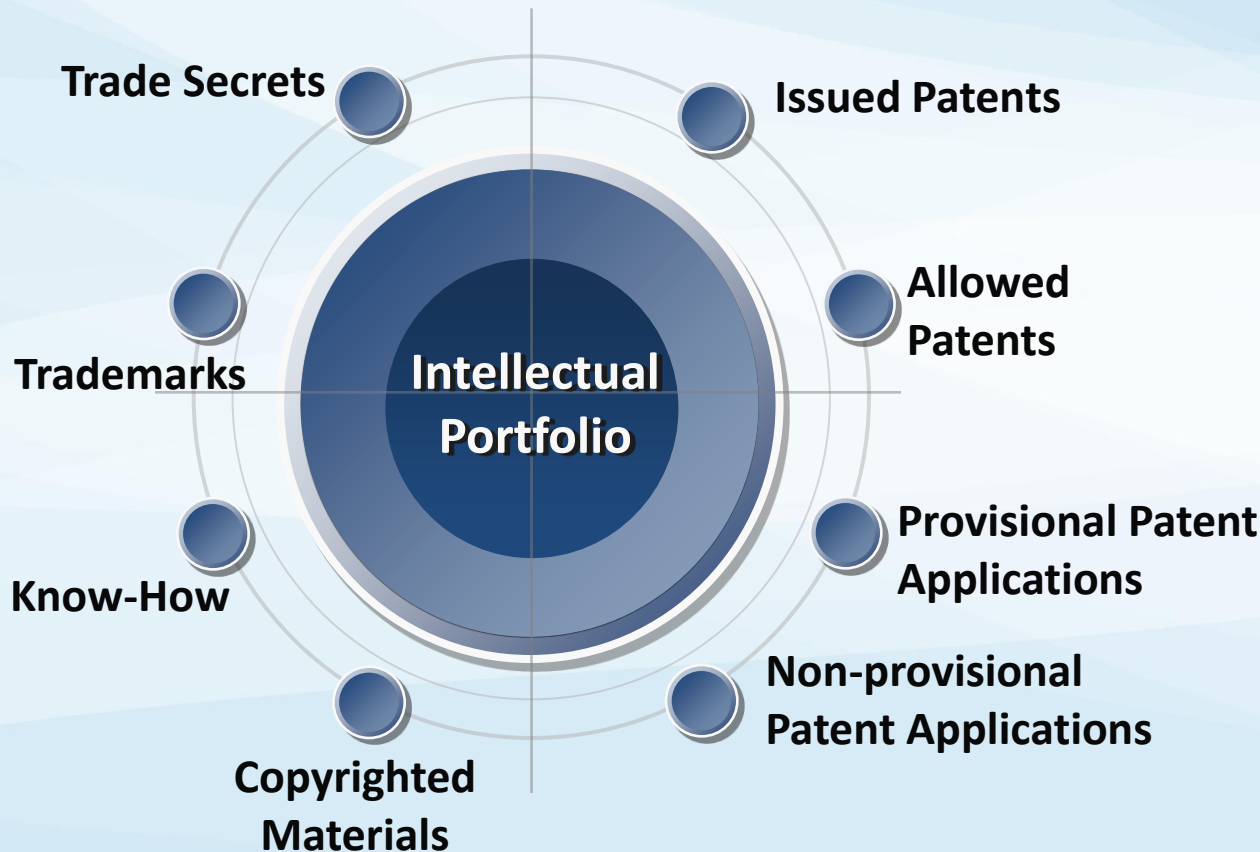 Trade Secrets
Issued Patents
Allowed
Patents
Trademarks
Intellectual
Portfolio
Provisional Patent
Applications
Know-How
Non-provisional
Patent Applications
Copyrighted
Materials